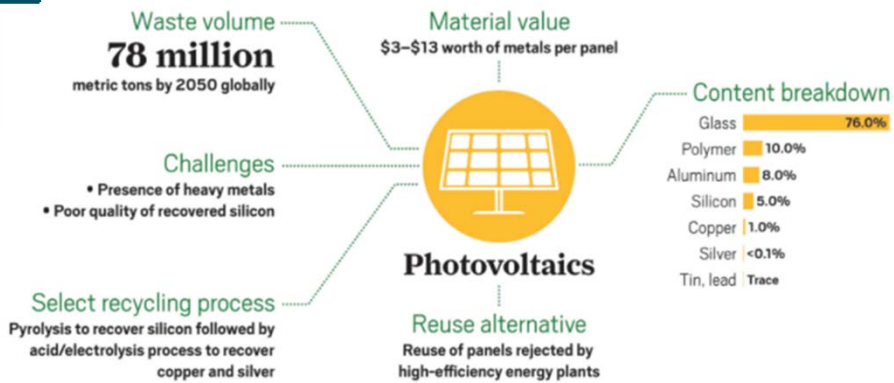 Waste volume
78 million
metric tons by 2050 globally
Challenges
• Presence of heavy metals
• Poor quality of recovered silicon
Select recycling process
Pyrolysis to recover silicon followed by
acid/electrolysis process to recover
copper and silver
Material value
$3–$13 worth of metals per panel
Photovoltaics
Reuse alternative
Reuse of panels rejected by
high-efficiency energy plants
Content breakdown
Glass 76.0%
Polymer 10.0%
Aluminum 8.0%
Silicon 5.0%
Copper 1.0%
Silver <0.1%
Tin, lead Trace